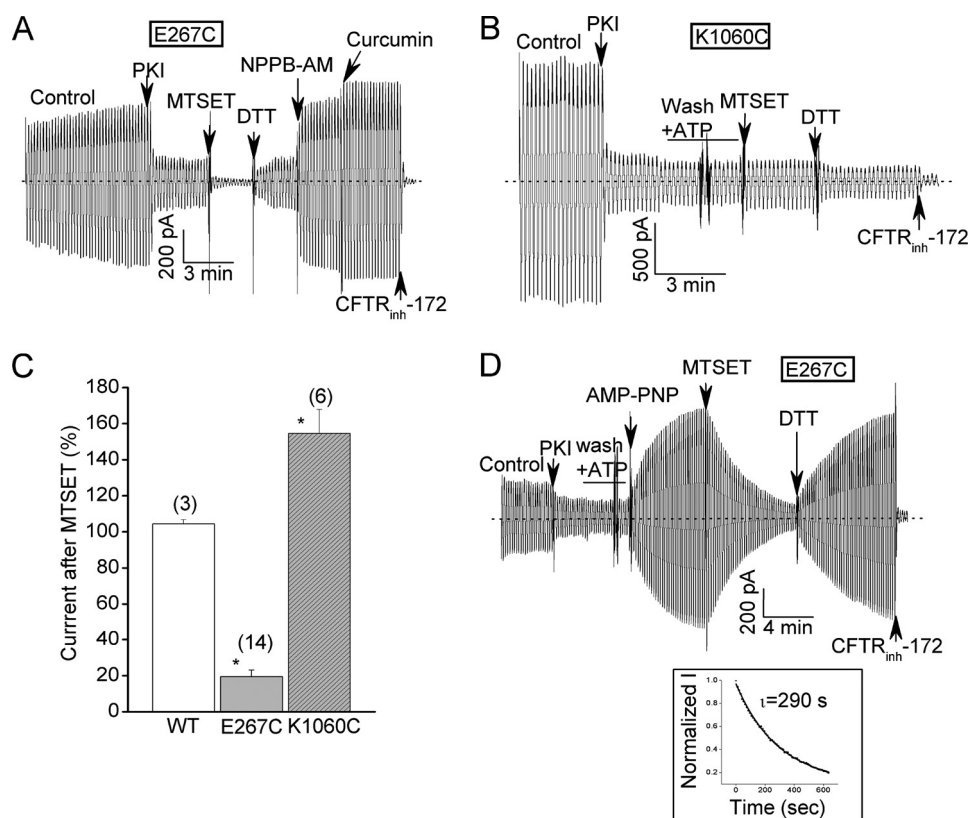 A
E267C
Curcumin
NPPB-AM
PKI
Control
MTSET
DTT
200 pA
3 min
CFTRinh-172
B
K1060C
PKI
Control
Wash
+ATP
MTSET
DTT
500 pA
3 min
CFTRinh-172
C
Currrent after MTSET (%)
180
160
140
120
100
80
60
40
20
0
(3)
* (14)
* (6)
WT
E267C
K1060C
D
E267C
MTSET
AMP-PNP
DTT
PKI
wash
+ATP
Control
200 pA
4 min
CFTRinh-172
Normalized I
1.0
0.8
0.6
0.4
0.2
τ=290 s
0 200 400 600
Time (sec)